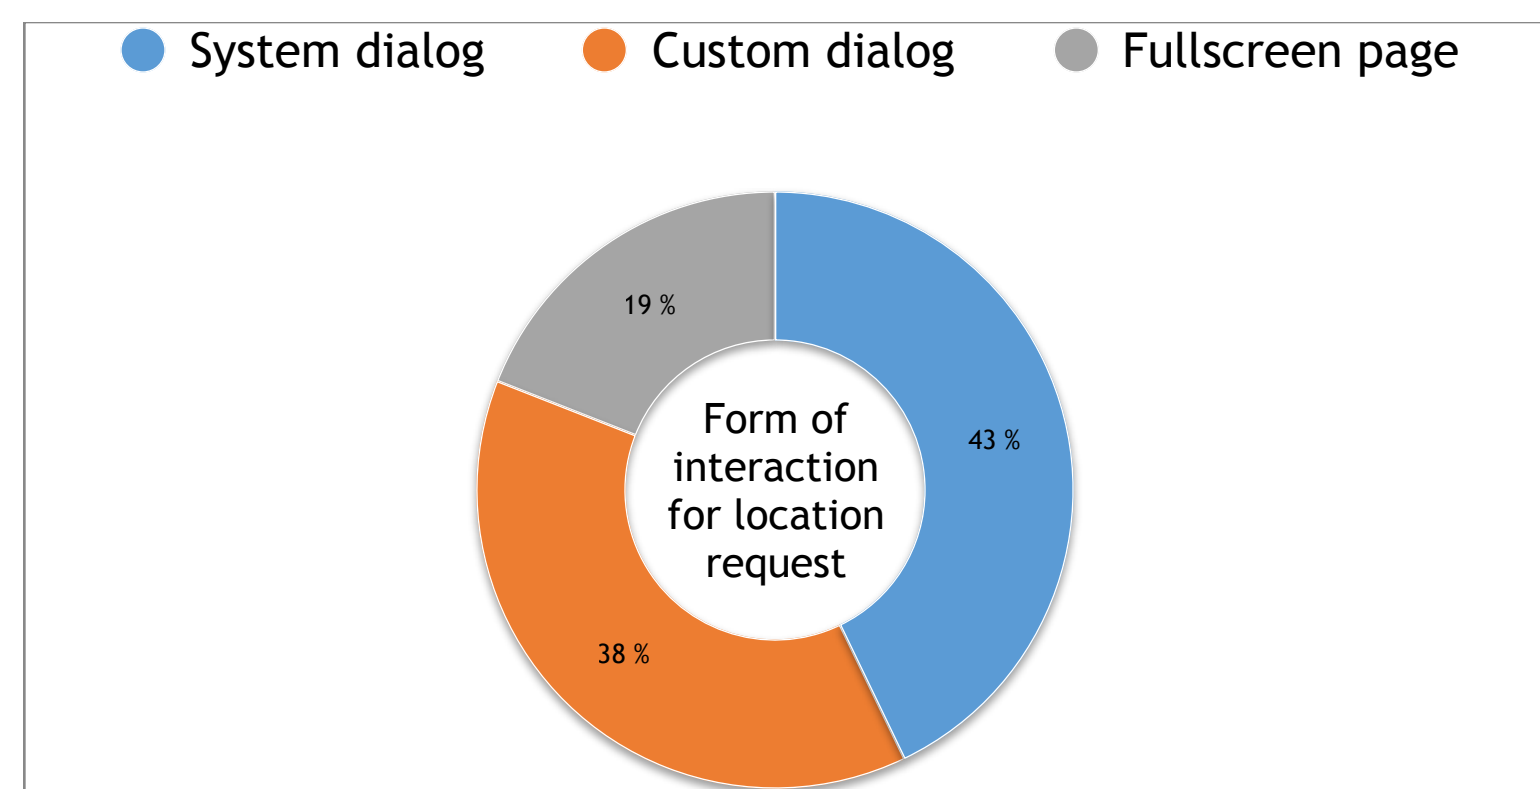 System dialog
Custom dialog
Fullscreen page
19 %
43 %
Form of
interaction
for location
request
38 %